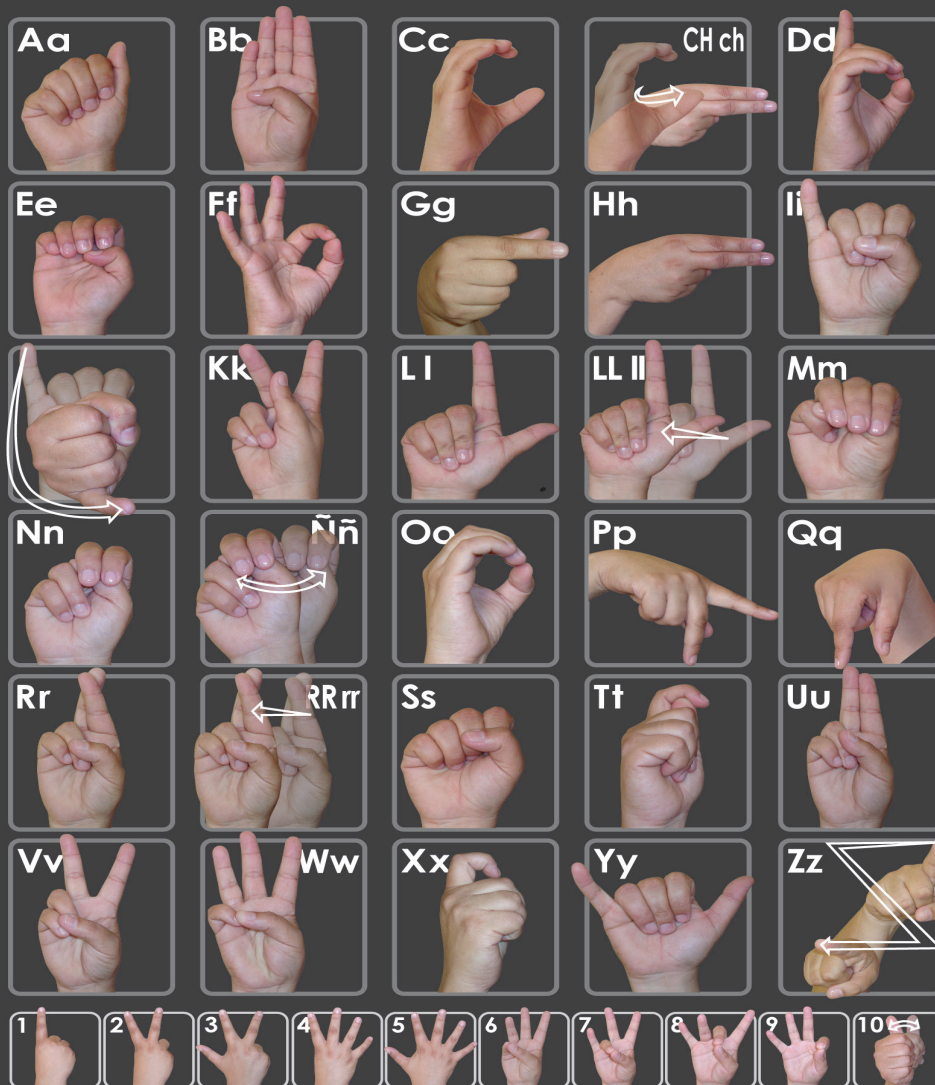 Aa
Bb
Cc
CH ch
Dd
Ee
Ff
Gg
Hh
Ii
Kk
L l
LL ll
Mm
Nn
Ññ
Oo
Pp
Qq
Rr
RR rr
Ss
Tt
Uu
Vv
Ww
Xx
Yy
Zz
1
2
3
4
5
6
7
8
9
10